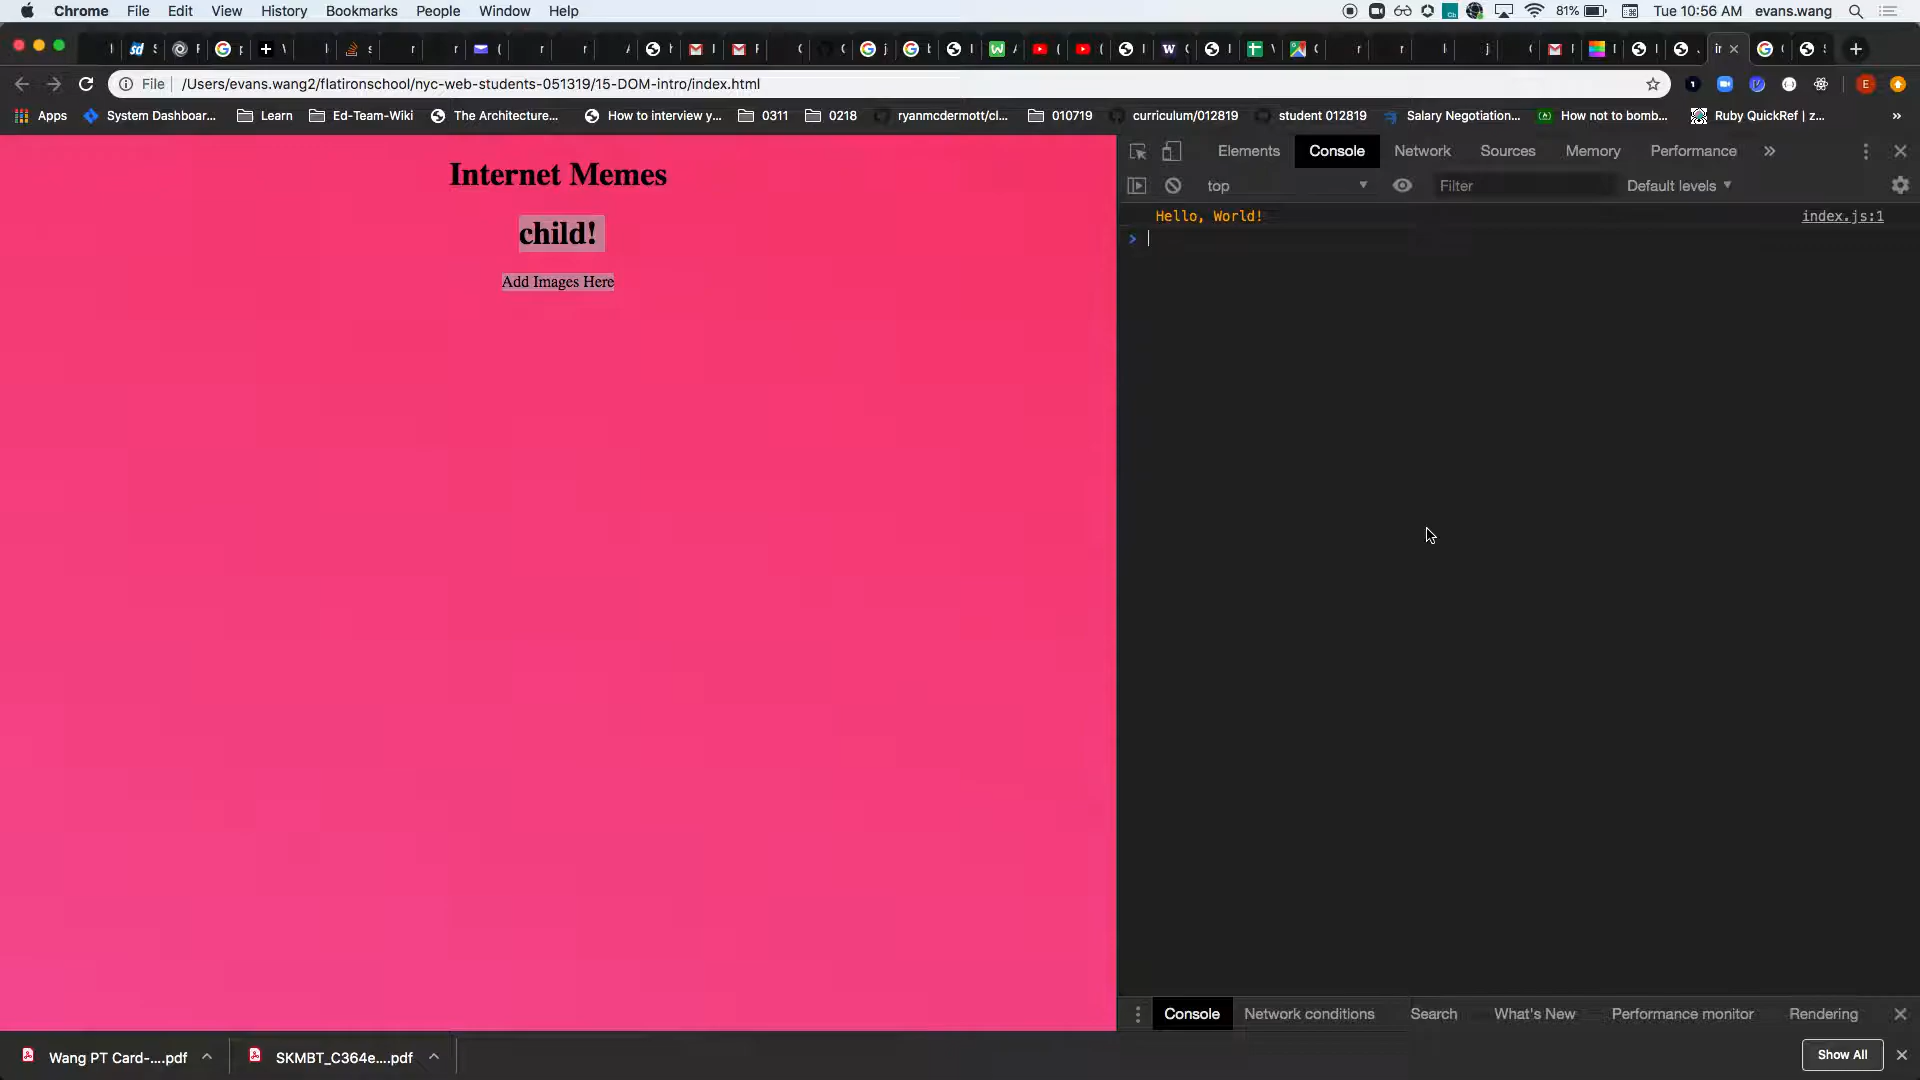 Chrome File Edit View History Bookmarks People Window Help 81% Tue 10:56 AM evans.wang
File /Users/evans.wang2/flatironschool/nyc-web-students-051319/15-DOM-intro/index.html
Apps System Dashboar... Learn Ed-Team-Wiki The Architecture... How to interview y... 0311 0218 ryanmcdermott/cl... 010719 curriculum/012819 student 012819 Salary Negotiation... How not to bomb... Ruby QuickRef | z... »
Internet Memes
child!
Add Images Here
Elements Console Network Sources Memory Performance »
top Filter Default levels
Hello, World! index.js:1
>
Console Network conditions Search What's New Performance monitor Rendering
Wang PT Card-....pdf SKMBT_C364e....pdf Show All